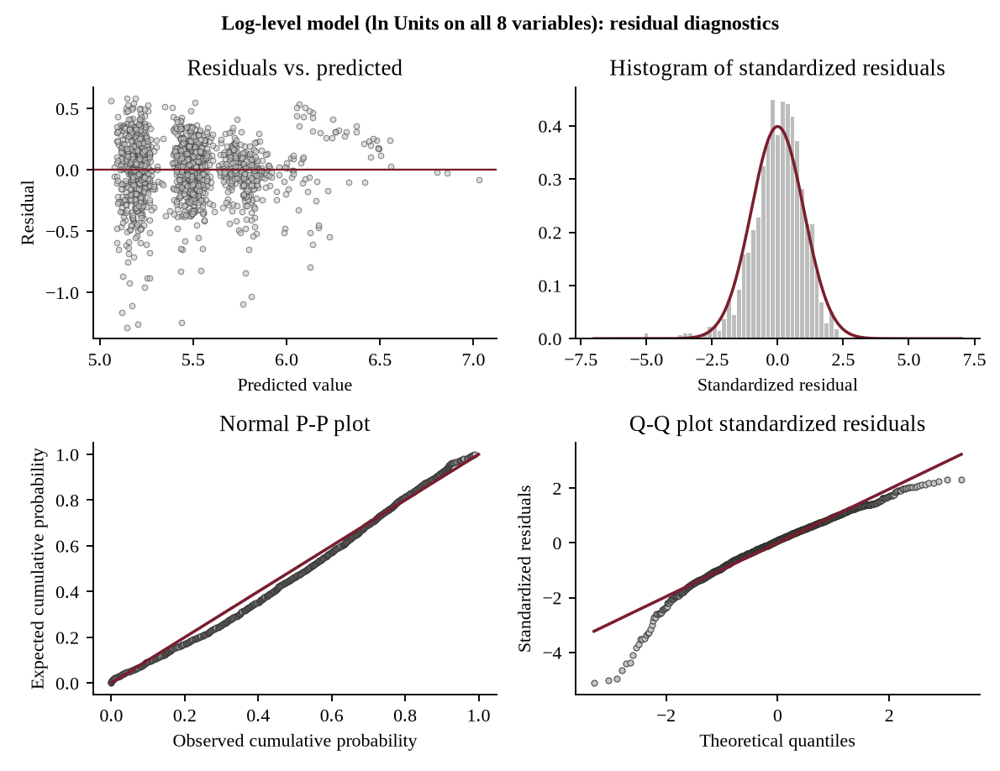 Log-level model (ln Units on all 8 variables): residual diagnostics
Residuals vs. predicted
Residual
0.5
0.0
−0.5
−1.0
5.0 5.5 6.0 6.5 7.0
Predicted value
Histogram of standardized residuals
0.4
0.3
0.2
0.1
0.0
−7.5 −5.0 −2.5 0.0 2.5 5.0 7.5
Standardized residual
Normal P-P plot
Expected cumulative probability
1.0
0.8
0.6
0.4
0.2
0.0
0.0 0.2 0.4 0.6 0.8 1.0
Observed cumulative probability
Q-Q plot standardized residuals
Standardized residuals
2
0
−2
−4
−2 0 2
Theoretical quantiles